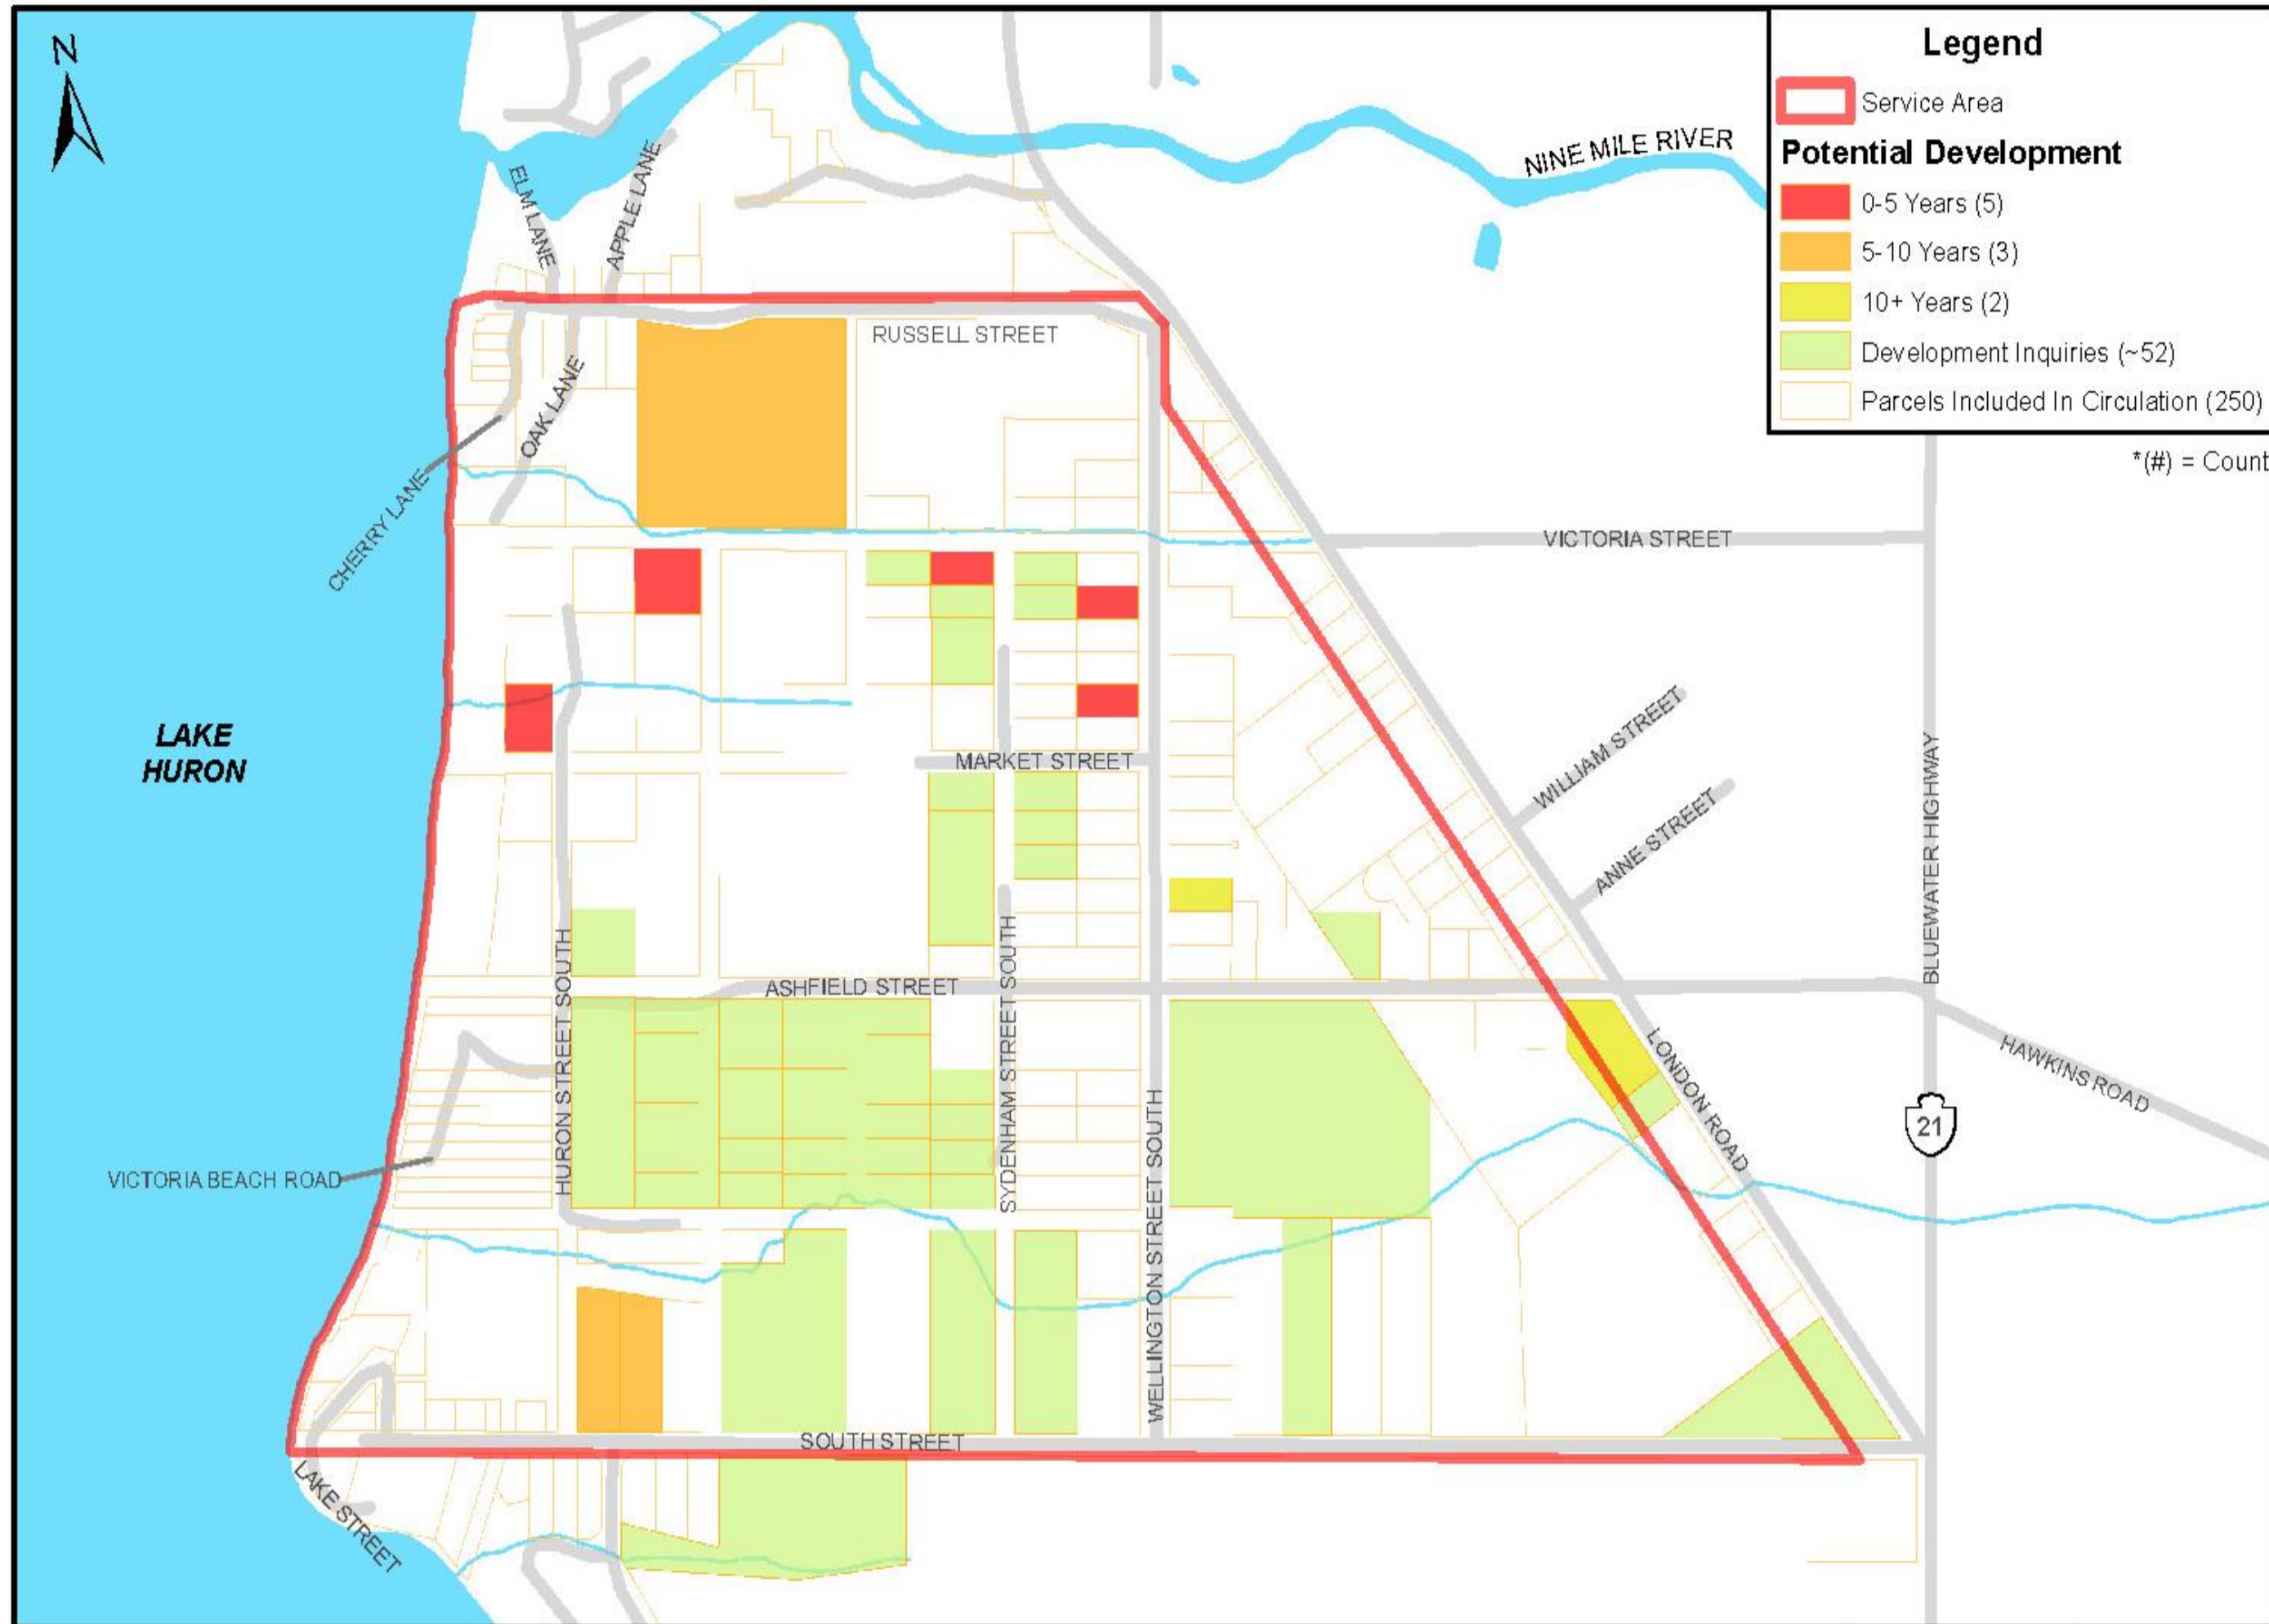 N
Legend
Service Area
Potential Development
0-5 Years (5)
5-10 Years (3)
10+ Years (2)
Development Inquiries (~52)
Parcels Included In Circulation (250)
*(#) = Count
NINE MILE RIVER
ELM LANE
APPLE LANE
RUSSELL STREET
OAK LANE
CHERRY LANE
VICTORIA STREET
LAKE
HURON
MARKET STREET
WILLIAM STREET
ANNE STREET
BLUEWATER HIGHWAY
HURON STREET SOUTH
SYDENHAM STREET SOUTH
ASHFIELD STREET
LONDON ROAD
HAWKINS ROAD
21
VICTORIA BEACH ROAD
WELLINGTON STREET SOUTH
SOUTH STREET
LAKE STREET